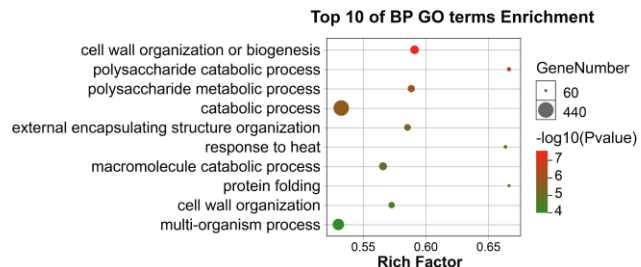 Top 10 of BP GO terms Enrichment
cell wall organization or biogenesis
polysaccharide catabolic process
polysaccharide metabolic process
catabolic process
external encapsulating structure organization
response to heat
macromolecule catabolic process
protein folding
cell wall organization
multi-organism process
0.55 0.60 0.65
Rich Factor
GeneNumber
60
440
-log10(Pvalue)
7
6
5
4